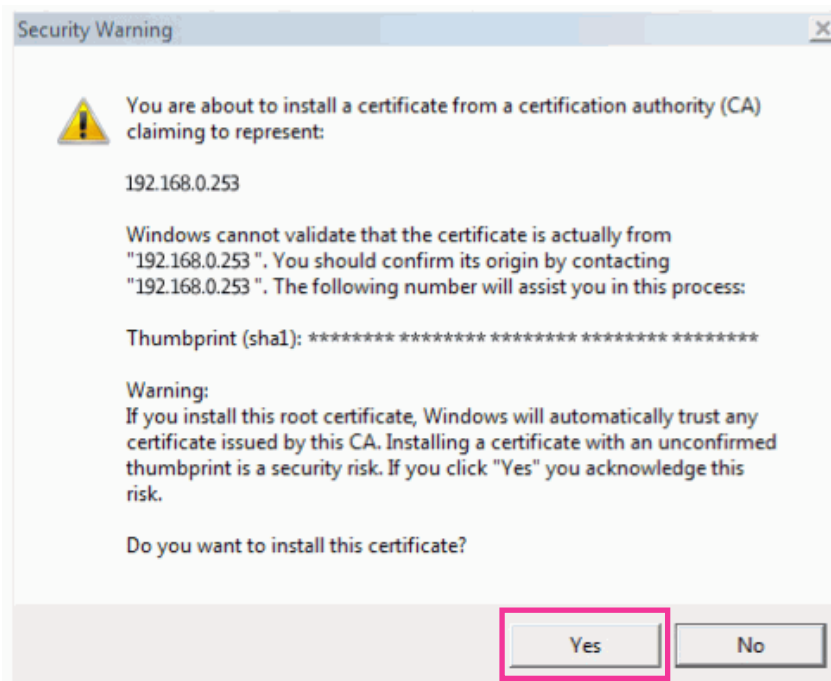 Security Warning
You are about to install a certificate from a certification authority (CA)
claiming to represent:
192.168.0.253
Windows cannot validate that the certificate is actually from
"192.168.0.253 ". You should confirm its origin by contacting
"192.168.0.253 ". The following number will assist you in this process:
Thumbprint (sha1): ******** ******** ******** ******** ********
Warning:
If you install this root certificate, Windows will automatically trust any
certificate issued by this CA. Installing a certificate with an unconfirmed
thumbprint is a security risk. If you click "Yes" you acknowledge this
risk.
Do you want to install this certificate?
Yes
No